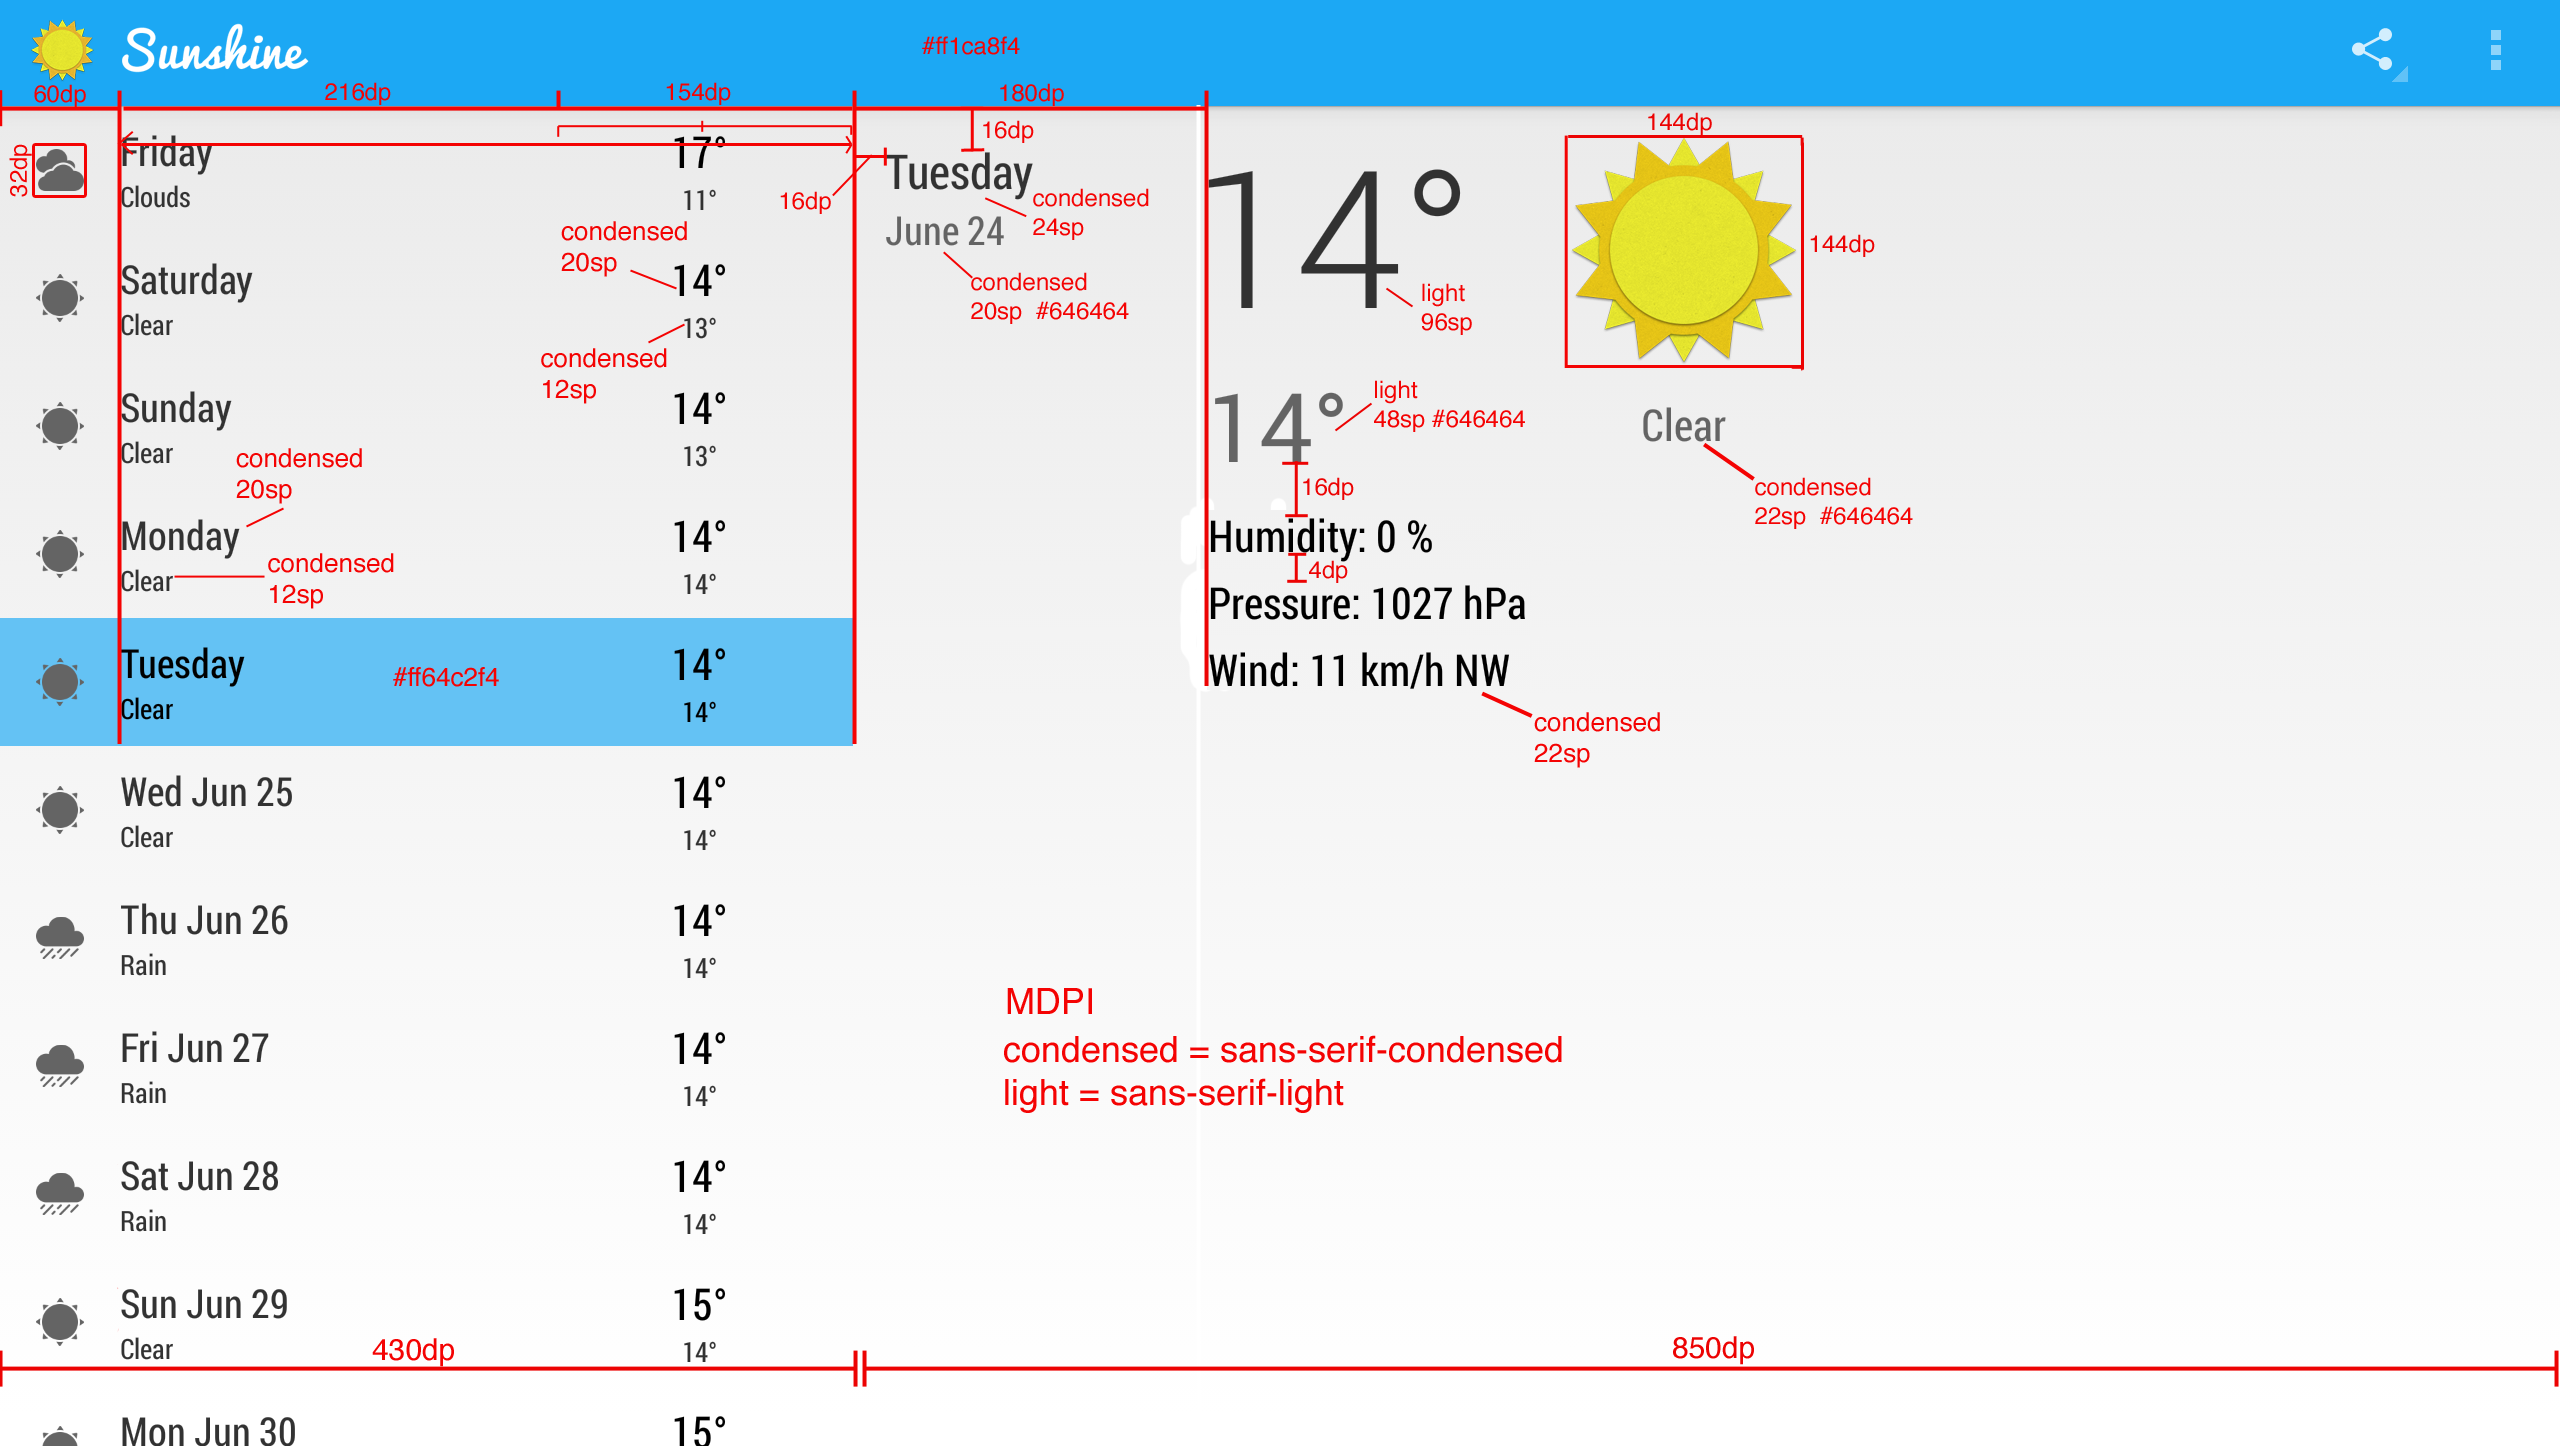 Sunshine
#ff1ca8f4
60dp
216dp
154dp
180dp
32dp
Friday
17°
Clouds
11°
condensed
20sp
Saturday
14°
Clear
13°
condensed
12sp
Sunday
14°
Clear
13°
condensed
20sp
Monday
14°
Clear
14°
condensed
12sp
Tuesday
14°
#ff64c2f4
Clear
14°
Wed Jun 25
14°
Clear
14°
Thu Jun 26
14°
Rain
14°
Fri Jun 27
14°
Rain
14°
Sat Jun 28
14°
Rain
14°
Sun Jun 29
15°
Clear
14°
430dp
Mon Jun 30
15°
16dp
16dp
Tuesday
condensed
24sp
June 24
condensed
20sp #646464
14°
light
96sp
144dp
144dp
14°
light
48sp #646464
Clear
condensed
22sp #646464
16dp
Humidity: 0 %
4dp
Pressure: 1027 hPa
Wind: 11 km/h NW
condensed
22sp
MDPI
condensed = sans-serif-condensed
light = sans-serif-light
850dp